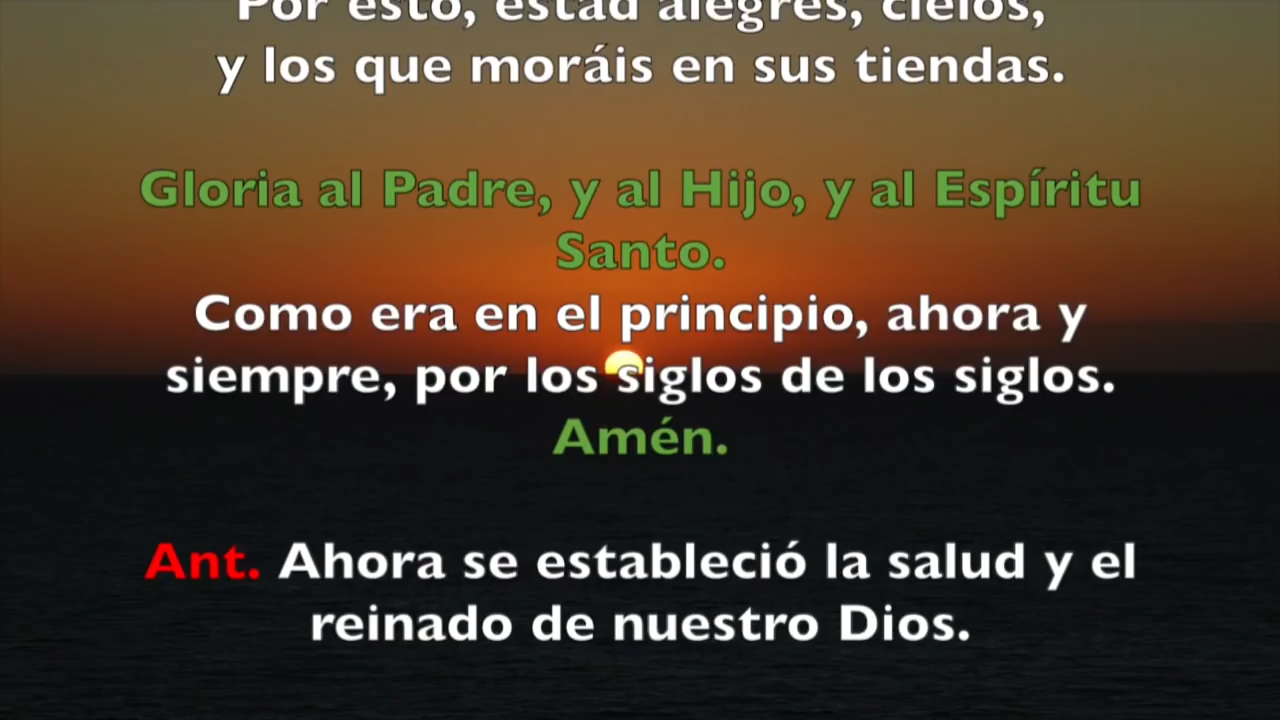 Por esto, estad alegres, cielos,
y los que moráis en sus tiendas.
Gloria al Padre, y al Hijo, y al Espíritu
Santo.
Como era en el principio, ahora y
siempre, por los siglos de los siglos.
Amén.
Ant. Ahora se estableció la salud y el
reinado de nuestro Dios.